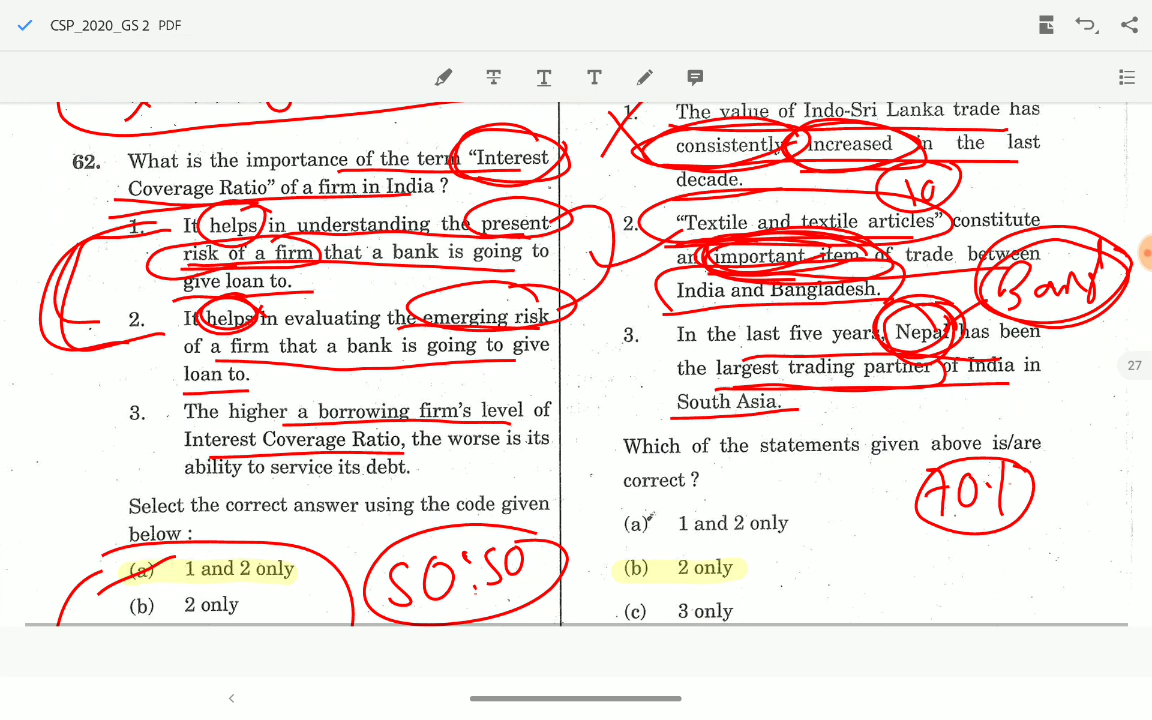 CSP_2020_GS 2 PDF
62. What is the importance of the term “Interest
Coverage Ratio” of a firm in India ?
1. It helps in understanding the present
risk of a firm that a bank is going to
give loan to.
2. It helps in evaluating the emerging risk
of a firm that a bank is going to give
loan to.
3. The higher a borrowing firm’s level of
Interest Coverage Ratio, the worse is its
ability to service its debt.
Select the correct answer using the code given
below :
(a) 1 and 2 only
(b) 2 only
50:50
1. The value of Indo-Sri Lanka trade has
consistently increased in the last
decade.
10
2. “Textile and textile articles” constitute
an important item of trade between
India and Bangladesh.
Bang
3. In the last five years, Nepal has been
the largest trading partner of India in
South Asia.
Which of the statements given above is/are
correct ?
(a) 1 and 2 only
(b) 2 only
(c) 3 only
27